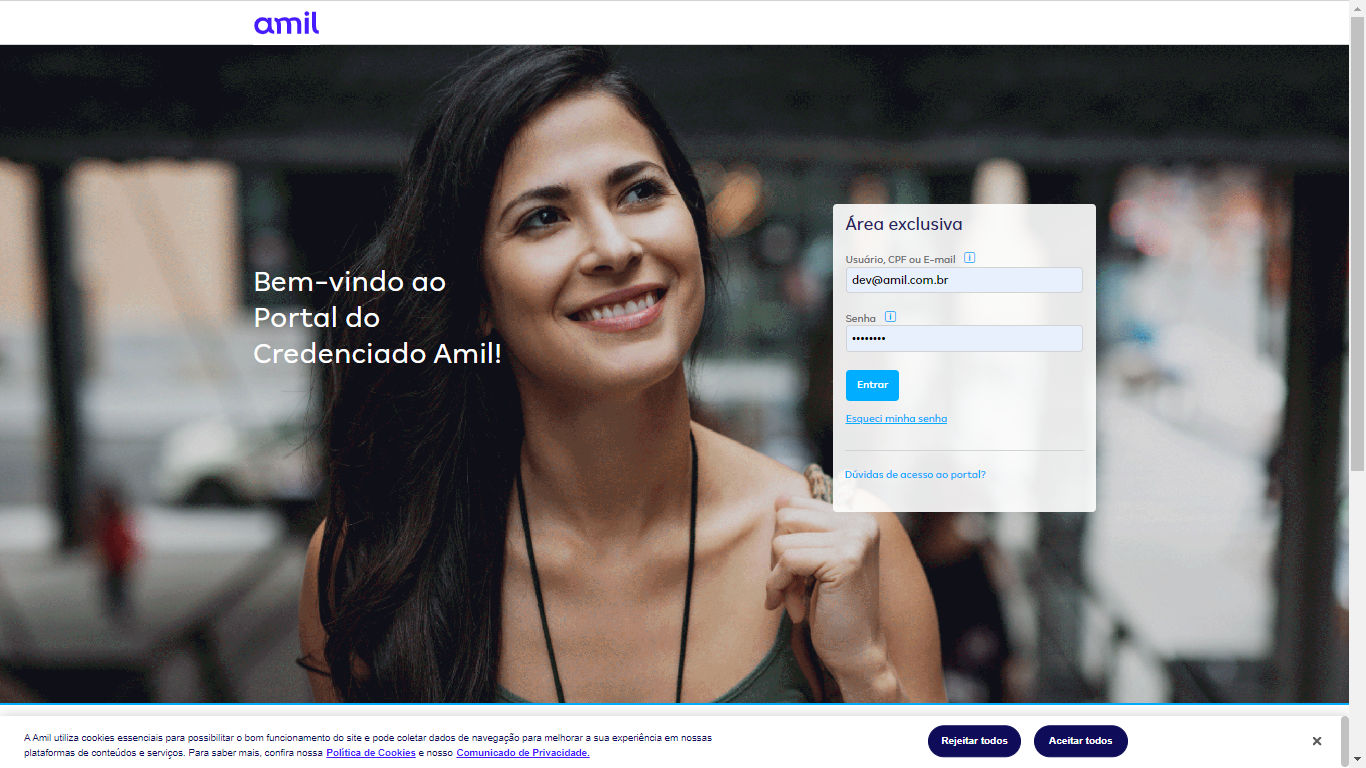 amil
Bem-vindo ao
Portal do
Credenciado Amil!
Área exclusiva
Usuário, CPF ou E-mail
dev@amil.com.br
Senha
••••••••
Entrar
Esqueci minha senha
Dúvidas de acesso ao portal?
A Amil utiliza cookies essenciais para possibilitar o bom funcionamento do site e pode coletar dados de navegação para melhorar a sua experiência em nossas
plataformas de conteúdos e serviços. Para saber mais, confira nossa Política de Cookies e nosso Comunicado de Privacidade.
Rejeitar todos
Aceitar todos